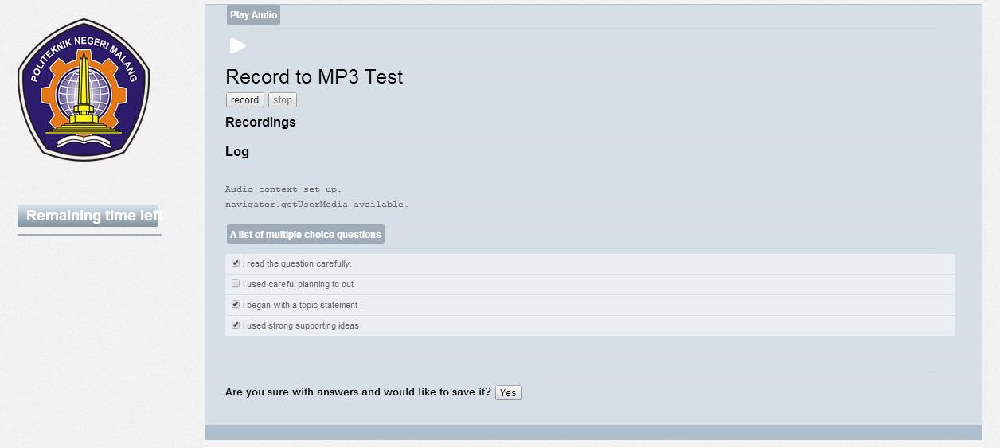 POLITEKNIK NEGERI MALANG
Remaining time left
Play Audio
Record to MP3 Test
record stop
Recordings
Log
Audio context set up.
navigator.getUserMedia available.
A list of multiple choice questions
I read the question carefully.
I used careful planning to out
I began with a topic statement
I used strong supporting ideas
Are you sure with answers and would like to save it? Yes